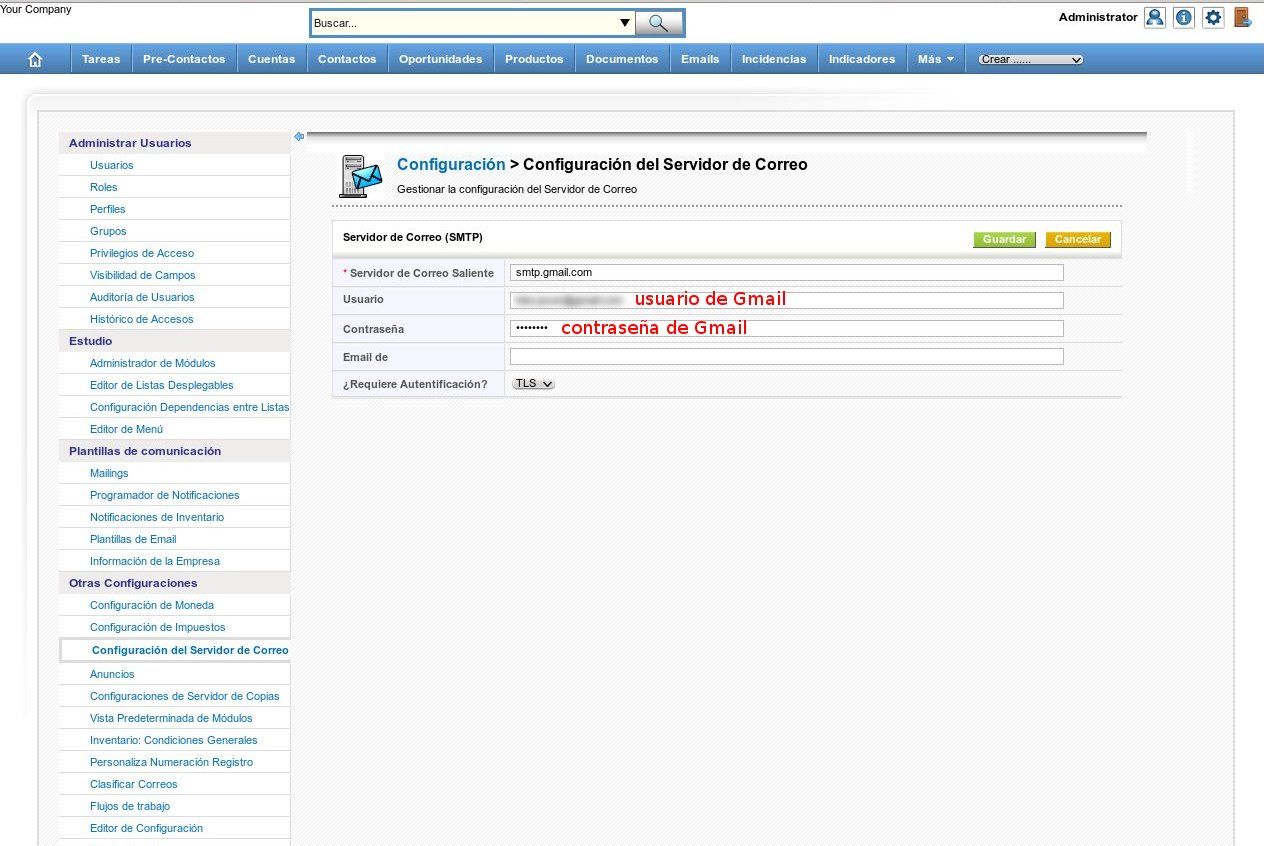 Your Company
Buscar...
Administrator
Tareas Pre-Contactos Cuentas Contactos Oportunidades Productos Documentos Emails Incidencias Indicadores Más Crear ......
Administrar Usuarios
Usuarios
Roles
Perfiles
Grupos
Privilegios de Acceso
Visibilidad de Campos
Auditoría de Usuarios
Histórico de Accesos
Estudio
Administrador de Módulos
Editor de Listas Desplegables
Configuración Dependencias entre Listas
Editor de Menú
Plantillas de comunicación
Mailings
Programador de Notificaciones
Notificaciones de Inventario
Plantillas de Email
Información de la Empresa
Otras Configuraciones
Configuración de Moneda
Configuración de Impuestos
Configuración del Servidor de Correo
Anuncios
Configuraciones de Servidor de Copias
Vista Predeterminada de Módulos
Inventario: Condiciones Generales
Personaliza Numeración Registro
Clasificar Correos
Flujos de trabajo
Editor de Configuración
Configuración > Configuración del Servidor de Correo
Gestionar la configuración del Servidor de Correo
Servidor de Correo (SMTP) Guardar Cancelar
* Servidor de Correo Saliente smtp.gmail.com
Usuario usuario de Gmail
Contraseña •••••••• contraseña de Gmail
Email de
¿Requiere Autentificación? TLS